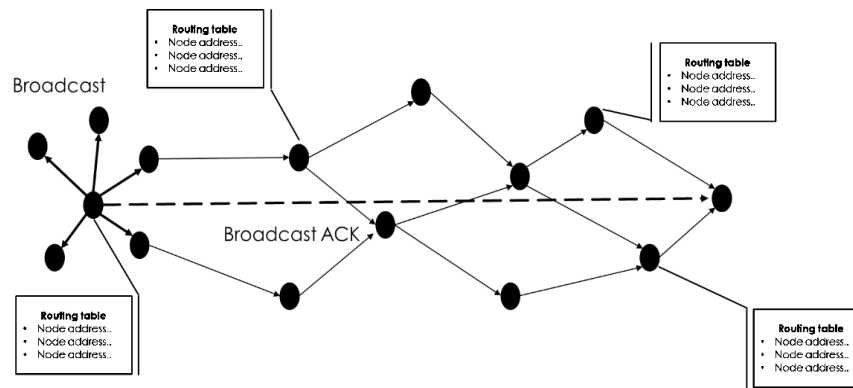 Routing table
• Node address..
• Node address..
• Node address..
Routing table
• Node address..
• Node address..
• Node address..
Broadcast
Broadcast ACK
Routing table
• Node address..
• Node address..
• Node address..
Routing table
• Node address..
• Node address..
• Node address..